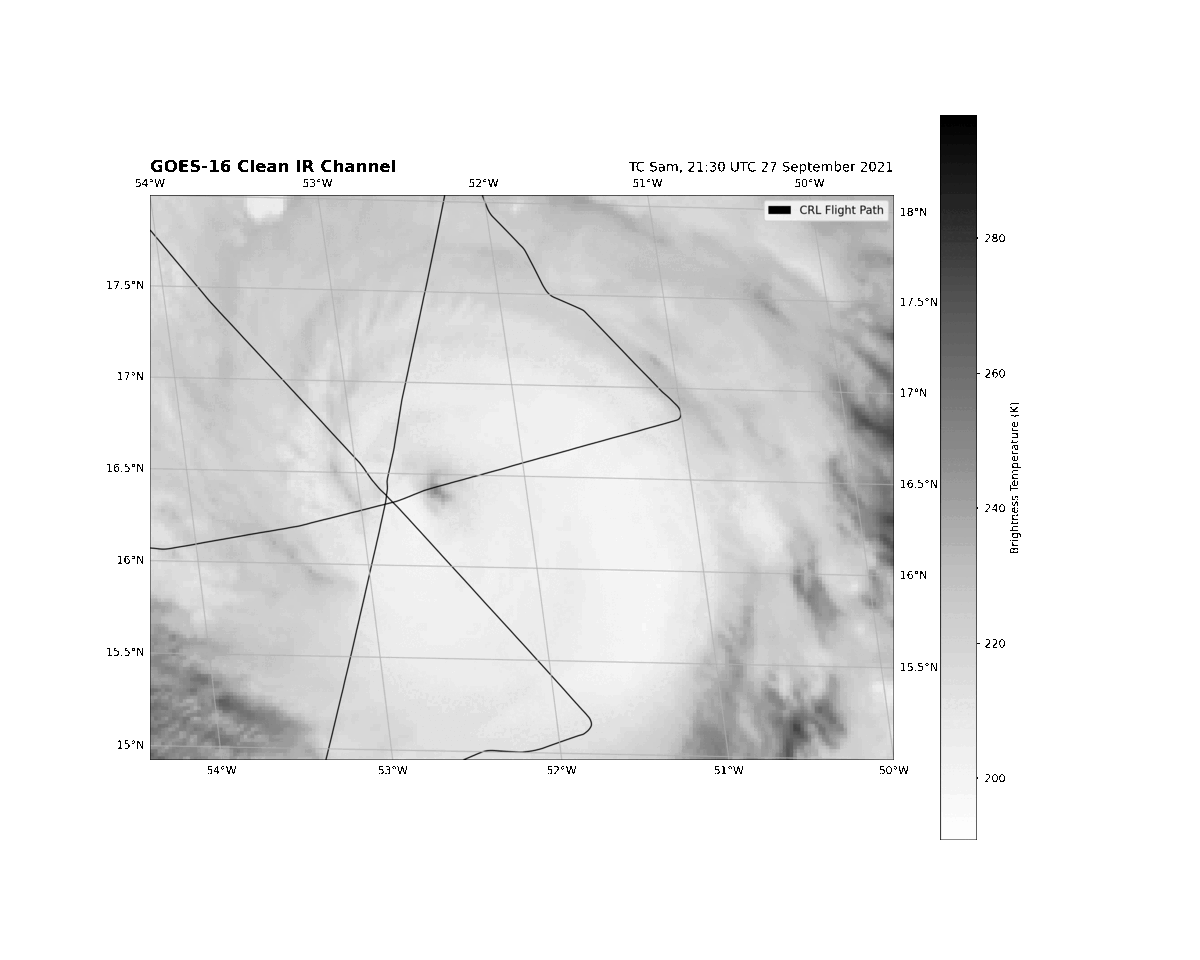 GOES-16 Clean IR Channel
TC Sam, 21:30 UTC 27 September 2021
54°W 53°W 52°W 51°W 50°W
CRL Flight Path
18°N
17.5°N
17.5°N
17°N
17°N
16.5°N
16.5°N
16°N
16°N
15.5°N
15.5°N
15°N
54°W 53°W 52°W 51°W 50°W
280
260
240
220
200
Brightness Temperature (K)